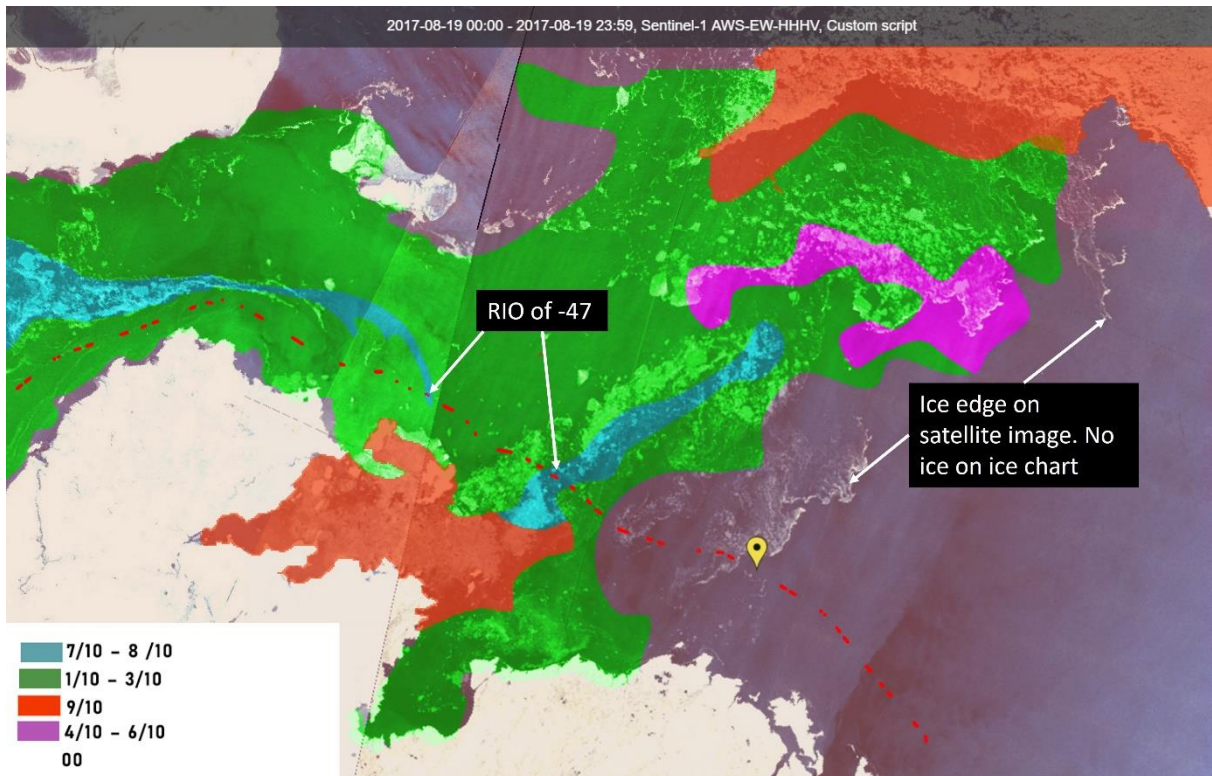 2017-08-19 00:00 - 2017-08-19 23:59, Sentinel-1 AWS-EW-HHHV, Custom script
RIO of -47
Ice edge on
satellite image. No
ice on ice chart
7/10 - 8 /10
1/10 - 3/10
9/10
4/10 - 6/10
00